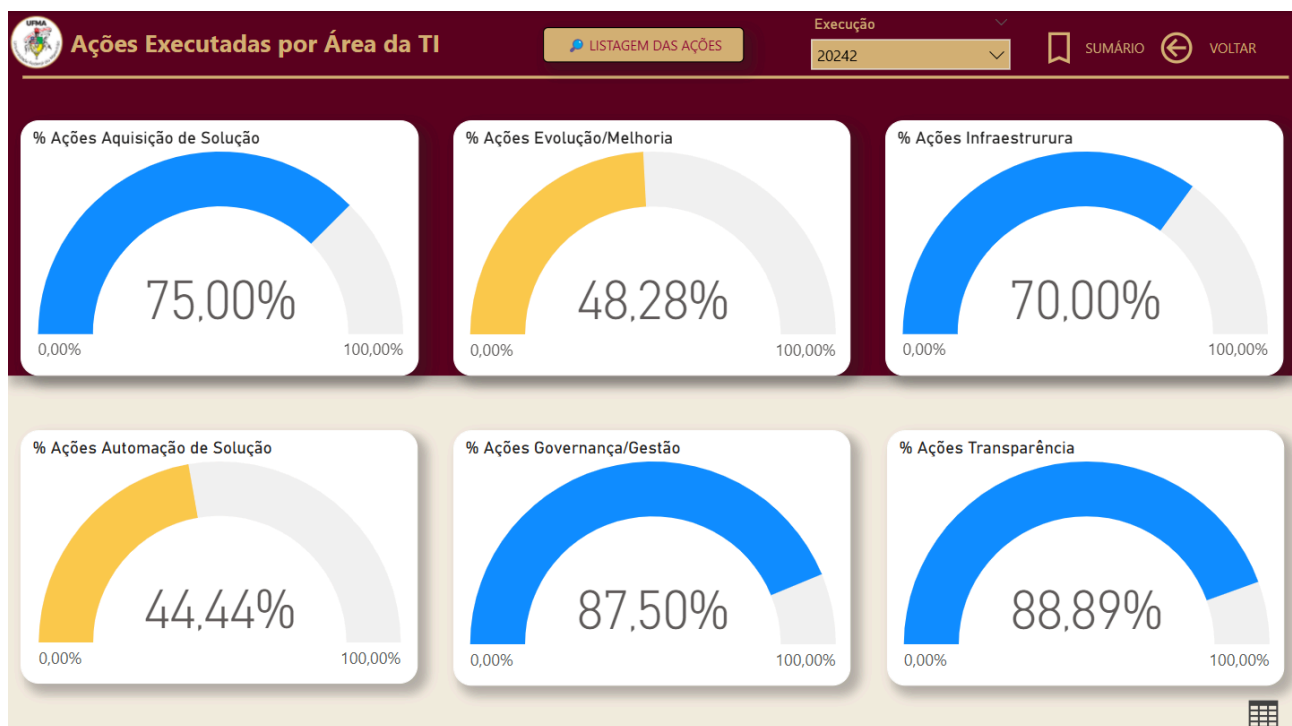 UFMA
Ações Executadas por Área da TI
LISTAGEM DAS AÇÕES
Execução
20242
SUMÁRIO
VOLTAR
% Ações Aquisição de Solução
75,00%
0,00%
100,00%
% Ações Evolução/Melhoria
48,28%
0,00%
100,00%
% Ações Infraestrurura
70,00%
0,00%
100,00%
% Ações Automação de Solução
44,44%
0,00%
100,00%
% Ações Governança/Gestão
87,50%
0,00%
100,00%
% Ações Transparência
88,89%
0,00%
100,00%